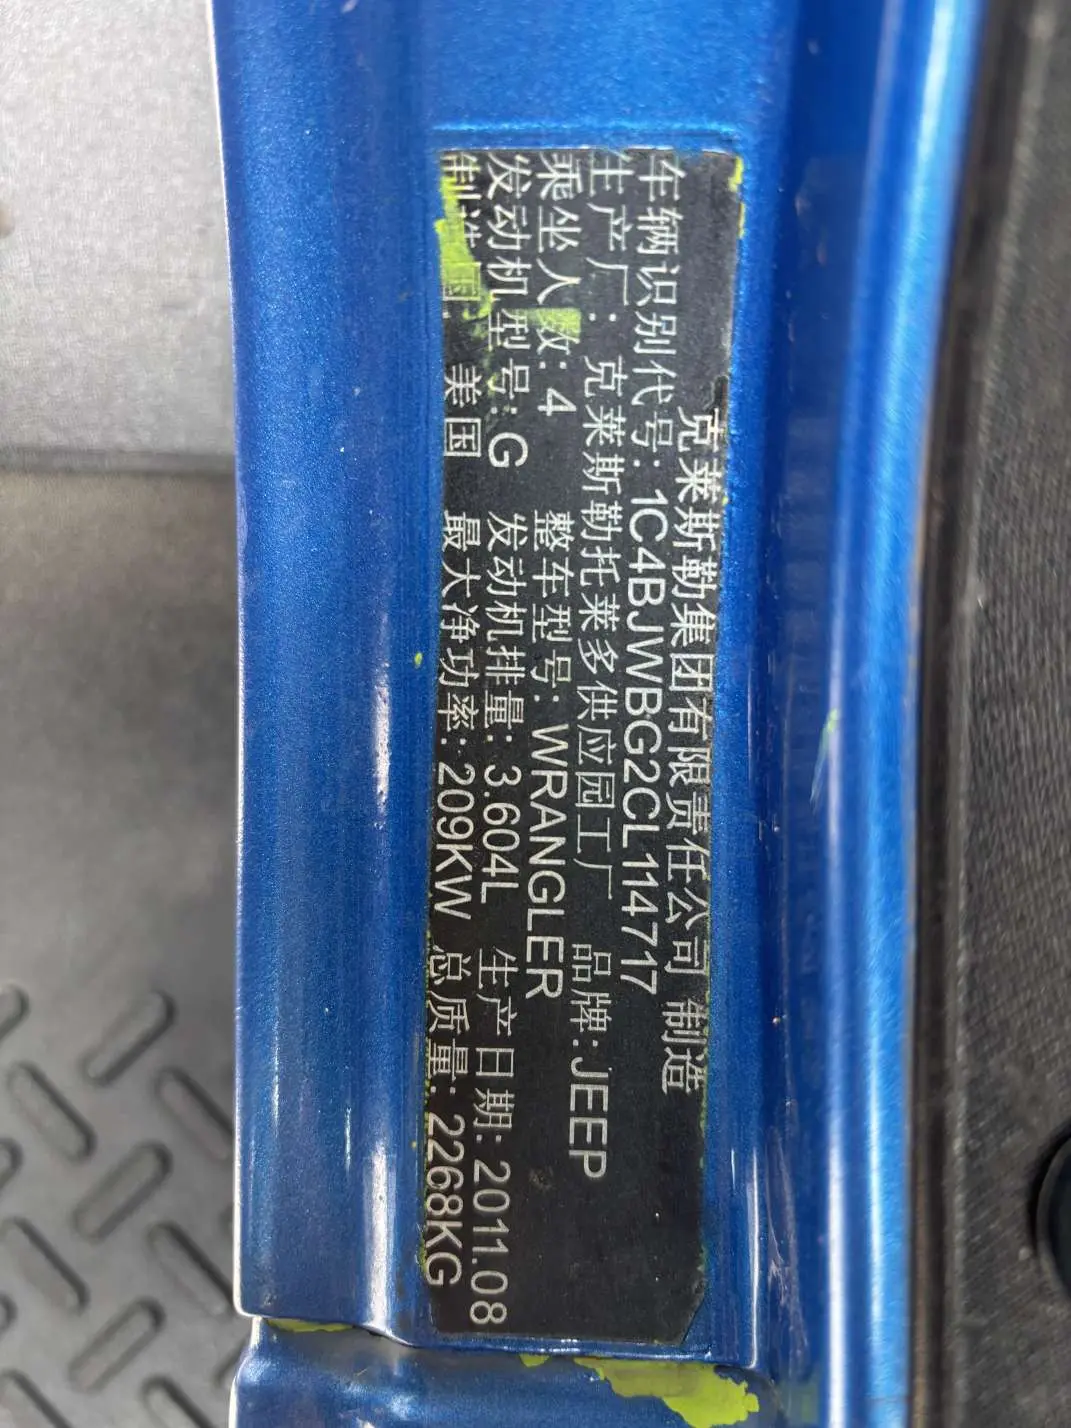 克莱斯勒集团有限责任公司 制造
车辆识别代号: 1C4BJWBG2CL114717
生产厂: 克莱斯勒托莱多供应园工厂 品牌: JEEP
乘坐人数: 4 整车型号: WRANGLER
发动机型号: G 发动机排量: 3.604L 生产日期: 2011.08
制造国: 美国 最大净功率: 209KW 总质量: 2268KG